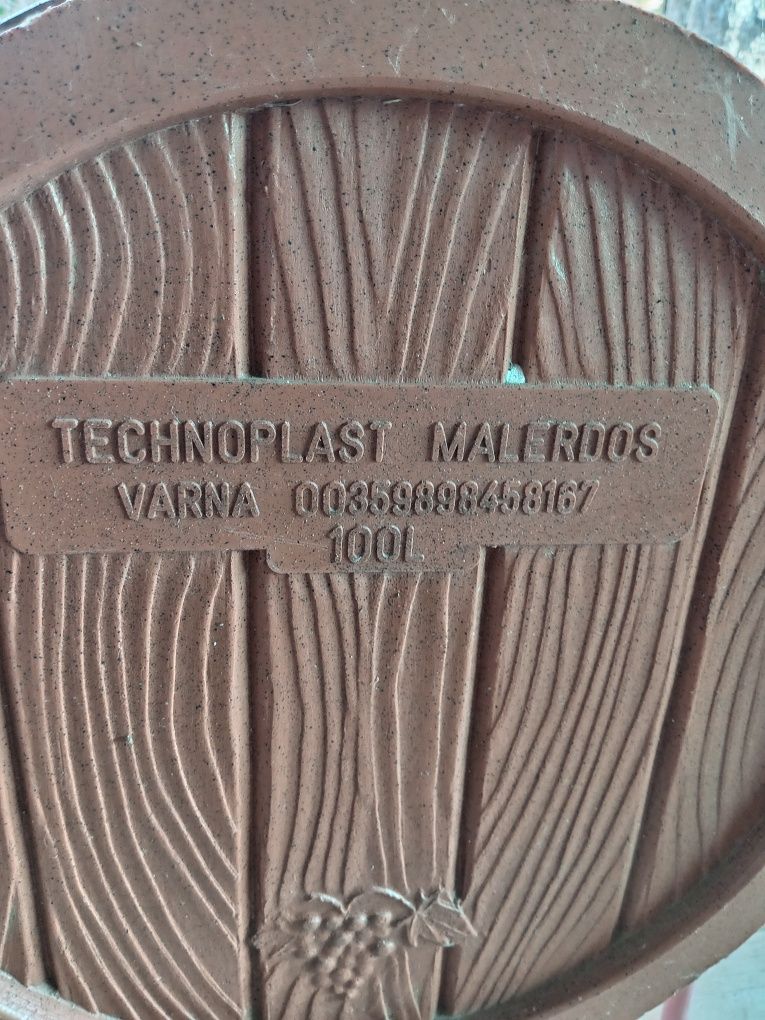 TECHNOPLAST MALERDOS
VARNA 00359898458167
100L